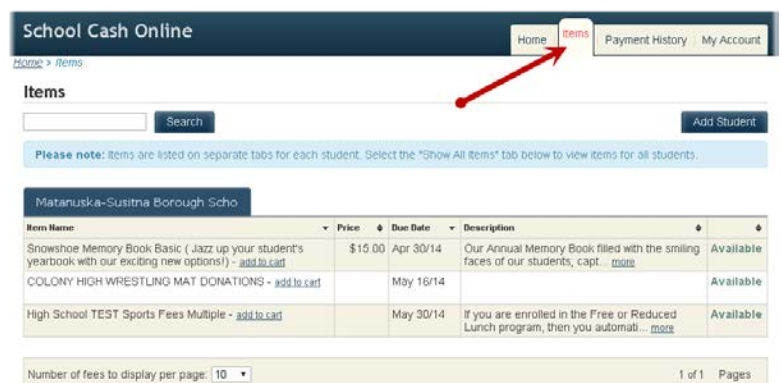 School Cash Online
Home Items Payment History My Account
Home > Items
Items
Search Add Student
Please note: Items are listed on separate tabs for each student. Select the "Show All Items" tab below to view items for all students.
Matanuska-Susitna Borough Scho
Item Name Price Due Date Description
Snowshoe Memory Book Basic ( Jazz up your student's $15.00 Apr 30/14 Our Annual Memory Book filled with the smiling Available
yearbook with our exciting new options!) - add to cart faces of our students, capt... more
COLONY HIGH WRESTLING MAT DONATIONS - add to cart May 16/14 Available
High School TEST Sports Fees Multiple - add to cart May 30/14 If you are enrolled in the Free or Reduced Available
Lunch program, then you automati... more
Number of fees to display per page: 10 1 of 1 Pages